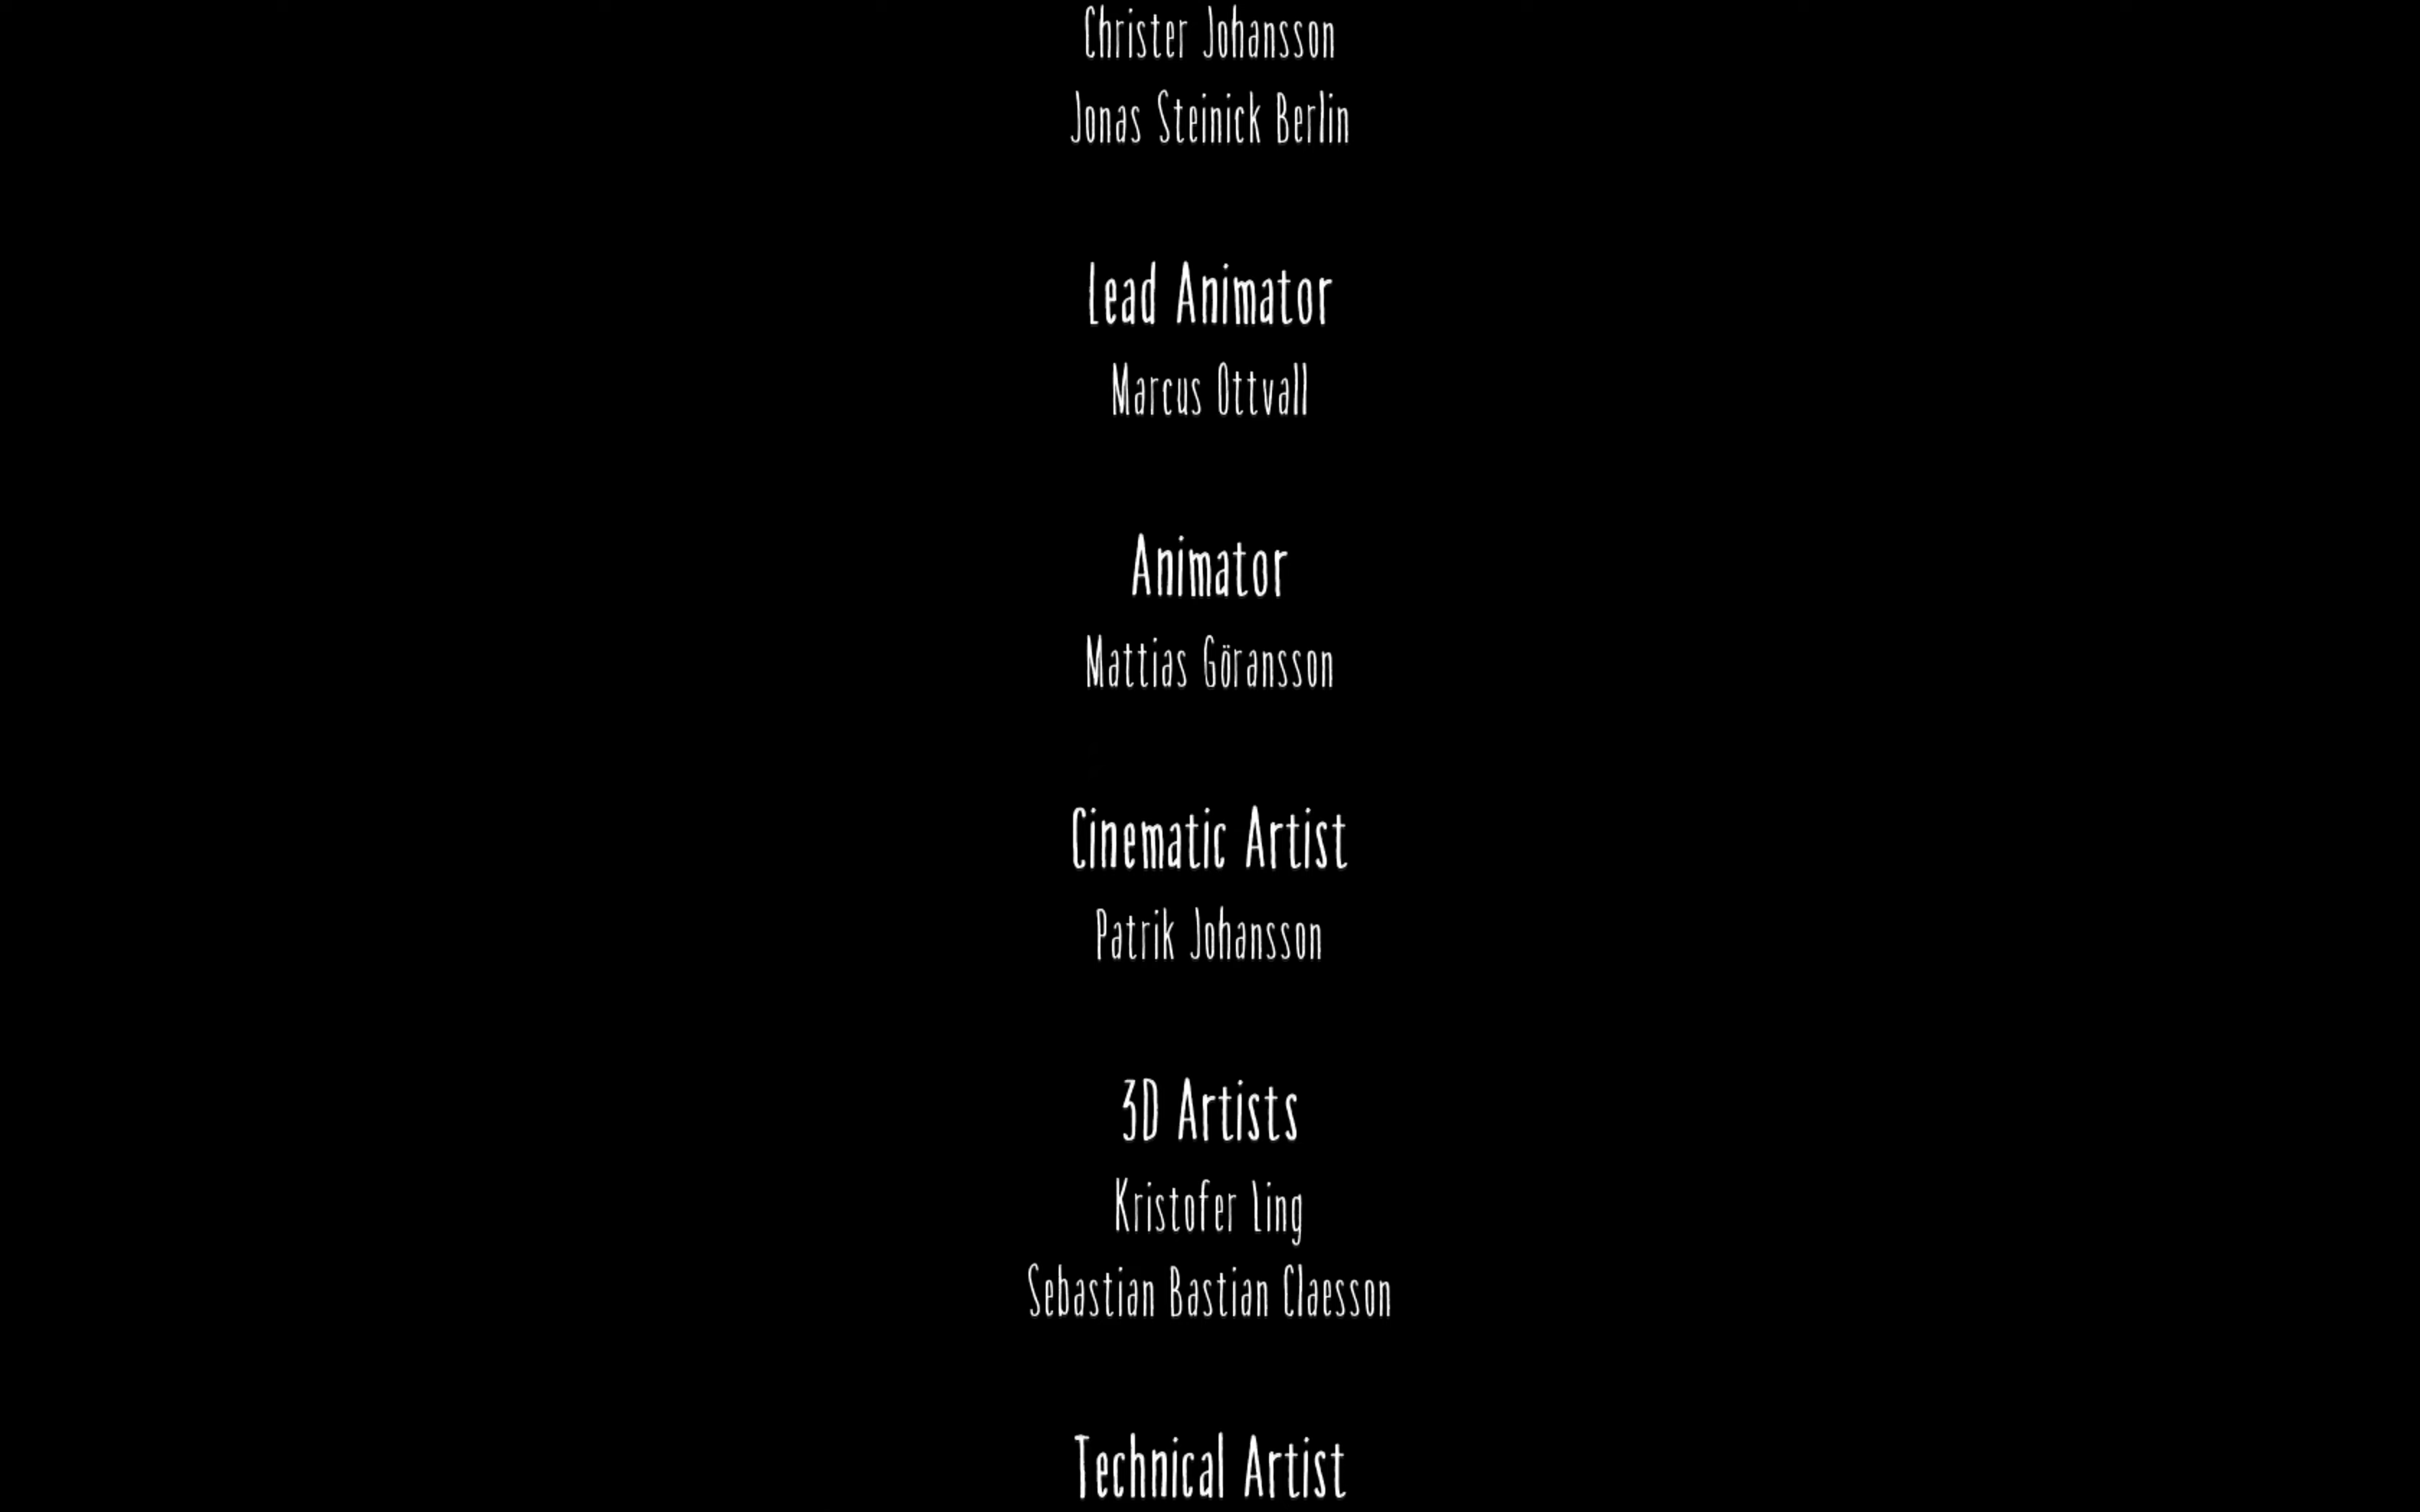 Christer Johansson
Jonas Steinick Berlin
Lead Animator
Marcus Ottvall
Animator
Mattias Göransson
Cinematic Artist
Patrik Johansson
3D Artists
Kristofer Ling
Sebastian Bastian Claesson
Technical Artist